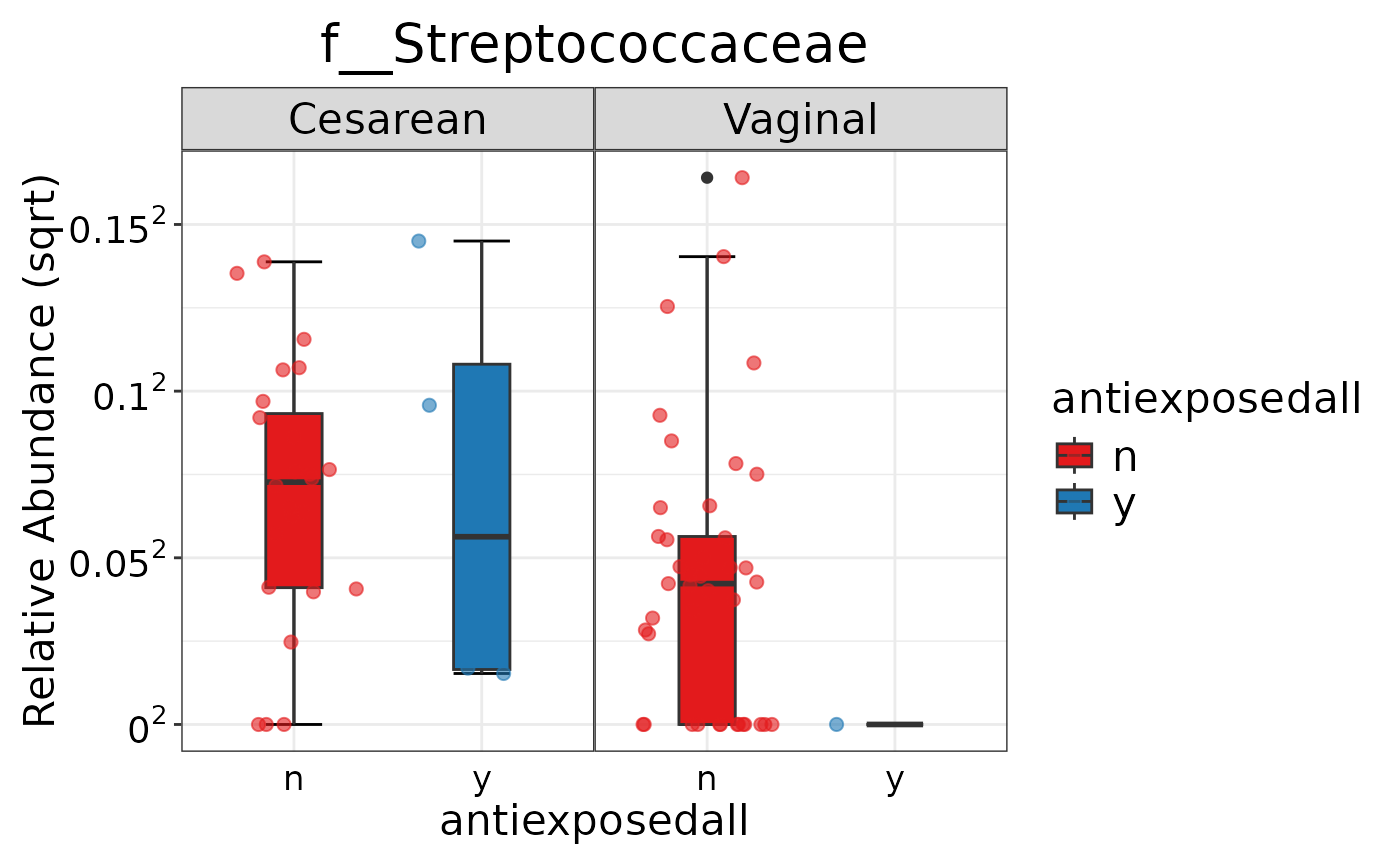 f__Streptococcaceae
Cesarean Vaginal
Relative Abundance (sqrt)
0.15²
0.1²
0.05²
0²
n y n y
antiexposedall
antiexposedall
n
y